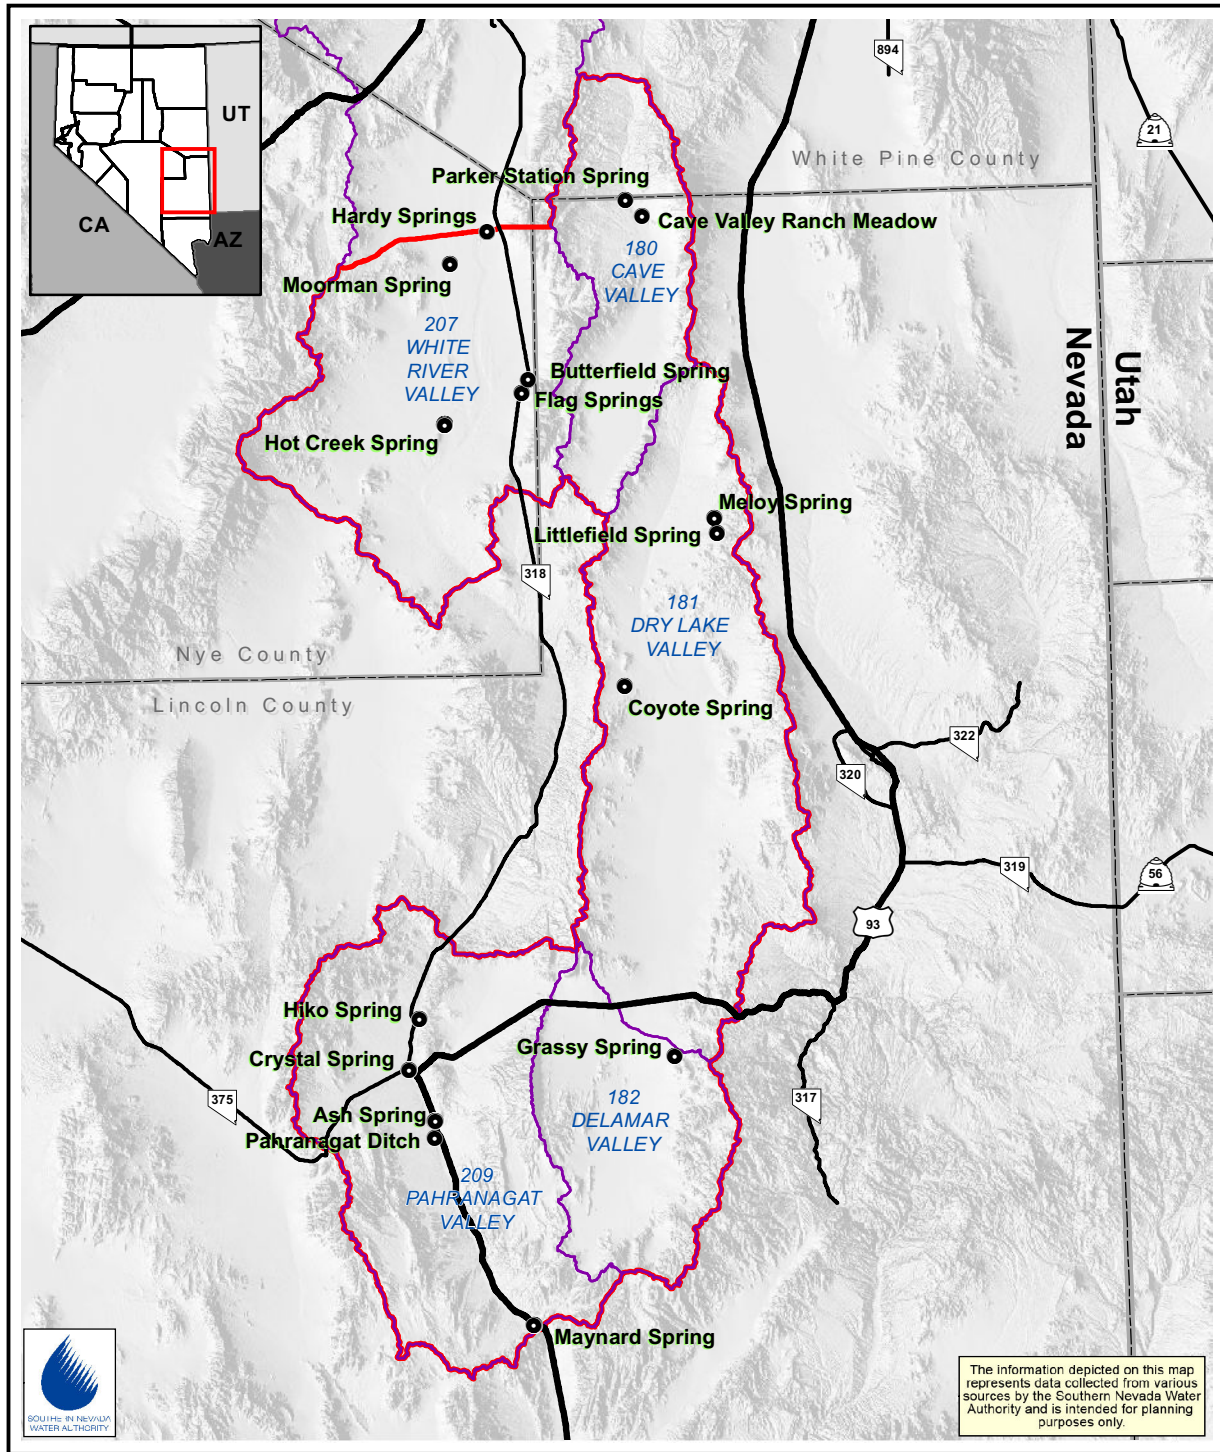 UT
CA
AZ
894
21
White Pine County
Parker Station Spring
Hardy Springs
Cave Valley Ranch Meadow
180
CAVE
VALLEY
Moorman Spring
207
WHITE
RIVER
VALLEY
Nevada
Utah
Butterfield Spring
Flag Springs
Hot Creek Spring
Meloy Spring
Littlefield Spring
318
181
DRY LAKE
VALLEY
Nye County
Lincoln County
Coyote Spring
322
320
319
56
93
Hiko Spring
Crystal Spring
Grassy Spring
375
317
182
DELAMAR
VALLEY
Ash Spring
Pahranagat Ditch
209
PAHRANAGAT
VALLEY
Maynard Spring
SOUTHERN NEVADA
WATER AUTHORITY
The information depicted on this map
represents data collected from various
sources by the Southern Nevada Water
Authority and is intended for planning
purposes only.